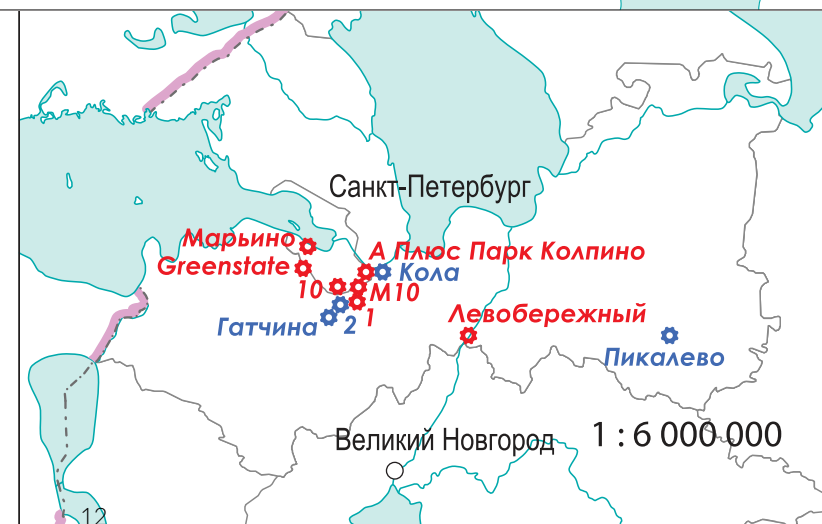 Санкт-Петербург
Марьино
А Плюс Парк Колпино
Greenstate
Кола
10
М10
1
Левобережный
Гатчина
2
Пикалево
Великий Новгород
1 : 6 000 000
12